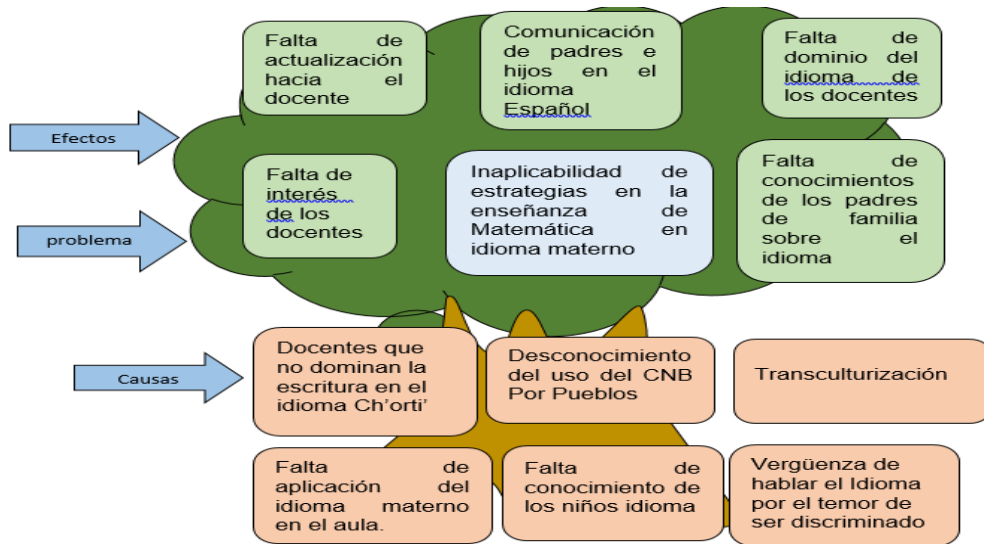 Falta de
actualización
hacia el
docente
Comunicación
de padres e
hijos en el
idioma
Español
Falta de
dominio del
idioma de
los docentes
Efectos
Falta de
interés
de los
docentes
Inaplicabilidad de
estrategias en la
enseñanza de
Matemática en
idioma materno
Falta de
conocimientos
de los padres
de familia
sobre el
idioma
problema
Docentes que
no dominan la
escritura en el
idioma Ch’orti’
Desconocimiento
del uso del CNB
Por Pueblos
Transculturización
Causas
Falta de
aplicación del
idioma materno
en el aula.
Falta de
conocimiento de
los niños idioma
Vergüenza de
hablar el Idioma
por el temor de
ser discriminado